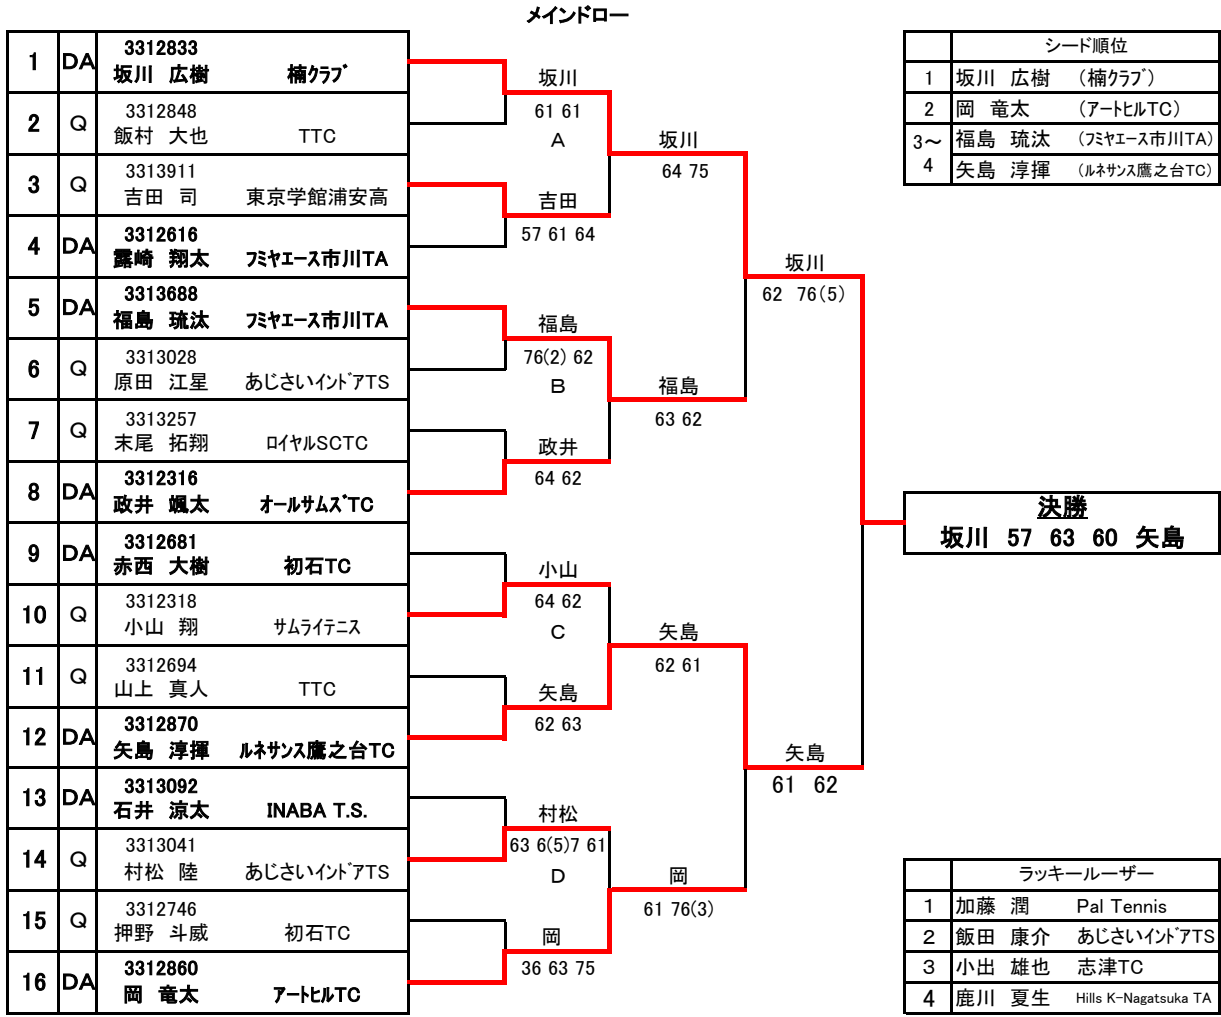 メインドロー
1 DA 3312833
坂川 広樹 楠クラブ
2 Q 3312848
飯村 大也 TTC
3 Q 3313911
吉田 司 東京学館浦安高
4 DA 3312616
露崎 翔太 フミヤエース市川TA
5 DA 3313688
福島 琉汰 フミヤエース市川TA
6 Q 3313028
原田 江星 あじさいインドアTS
7 Q 3313257
末尾 拓翔 ロイヤルSCTC
8 DA 3312316
政井 颯太 オールサムズTC
9 DA 3312681
赤西 大樹 初石TC
10 Q 3312318
小山 翔 サムライテニス
11 Q 3312694
山上 真人 TTC
12 DA 3312870
矢島 淳揮 ルネサンス鷹之台TC
13 DA 3313092
石井 涼太 INABA T.S.
14 Q 3313041
村松 陸 あじさいインドアTS
15 Q 3312746
押野 斗威 初石TC
16 DA 3312860
岡 竜太 アートヒルTC
坂川
61 61
A
吉田
57 61 64
福島
76(2) 62
B
政井
64 62
小山
64 62
C
矢島
62 63
村松
63 6(5)7 61
D
岡
36 63 75
坂川
64 75
福島
63 62
矢島
62 61
岡
61 76(3)
坂川
62 76(5)
矢島
61 62
決勝
坂川 57 63 60 矢島
シード順位
1 坂川 広樹 (楠クラブ)
2 岡 竜太 (アートヒルTC)
3～4 福島 琉汰 (フミヤエース市川TA)
矢島 淳揮 (ルネサンス鷹之台TC)
ラッキールーザー
1 加藤 潤 Pal Tennis
2 飯田 康介 あじさいインドアTS
3 小出 雄也 志津TC
4 鹿川 夏生 Hills K-Nagatsuka TA